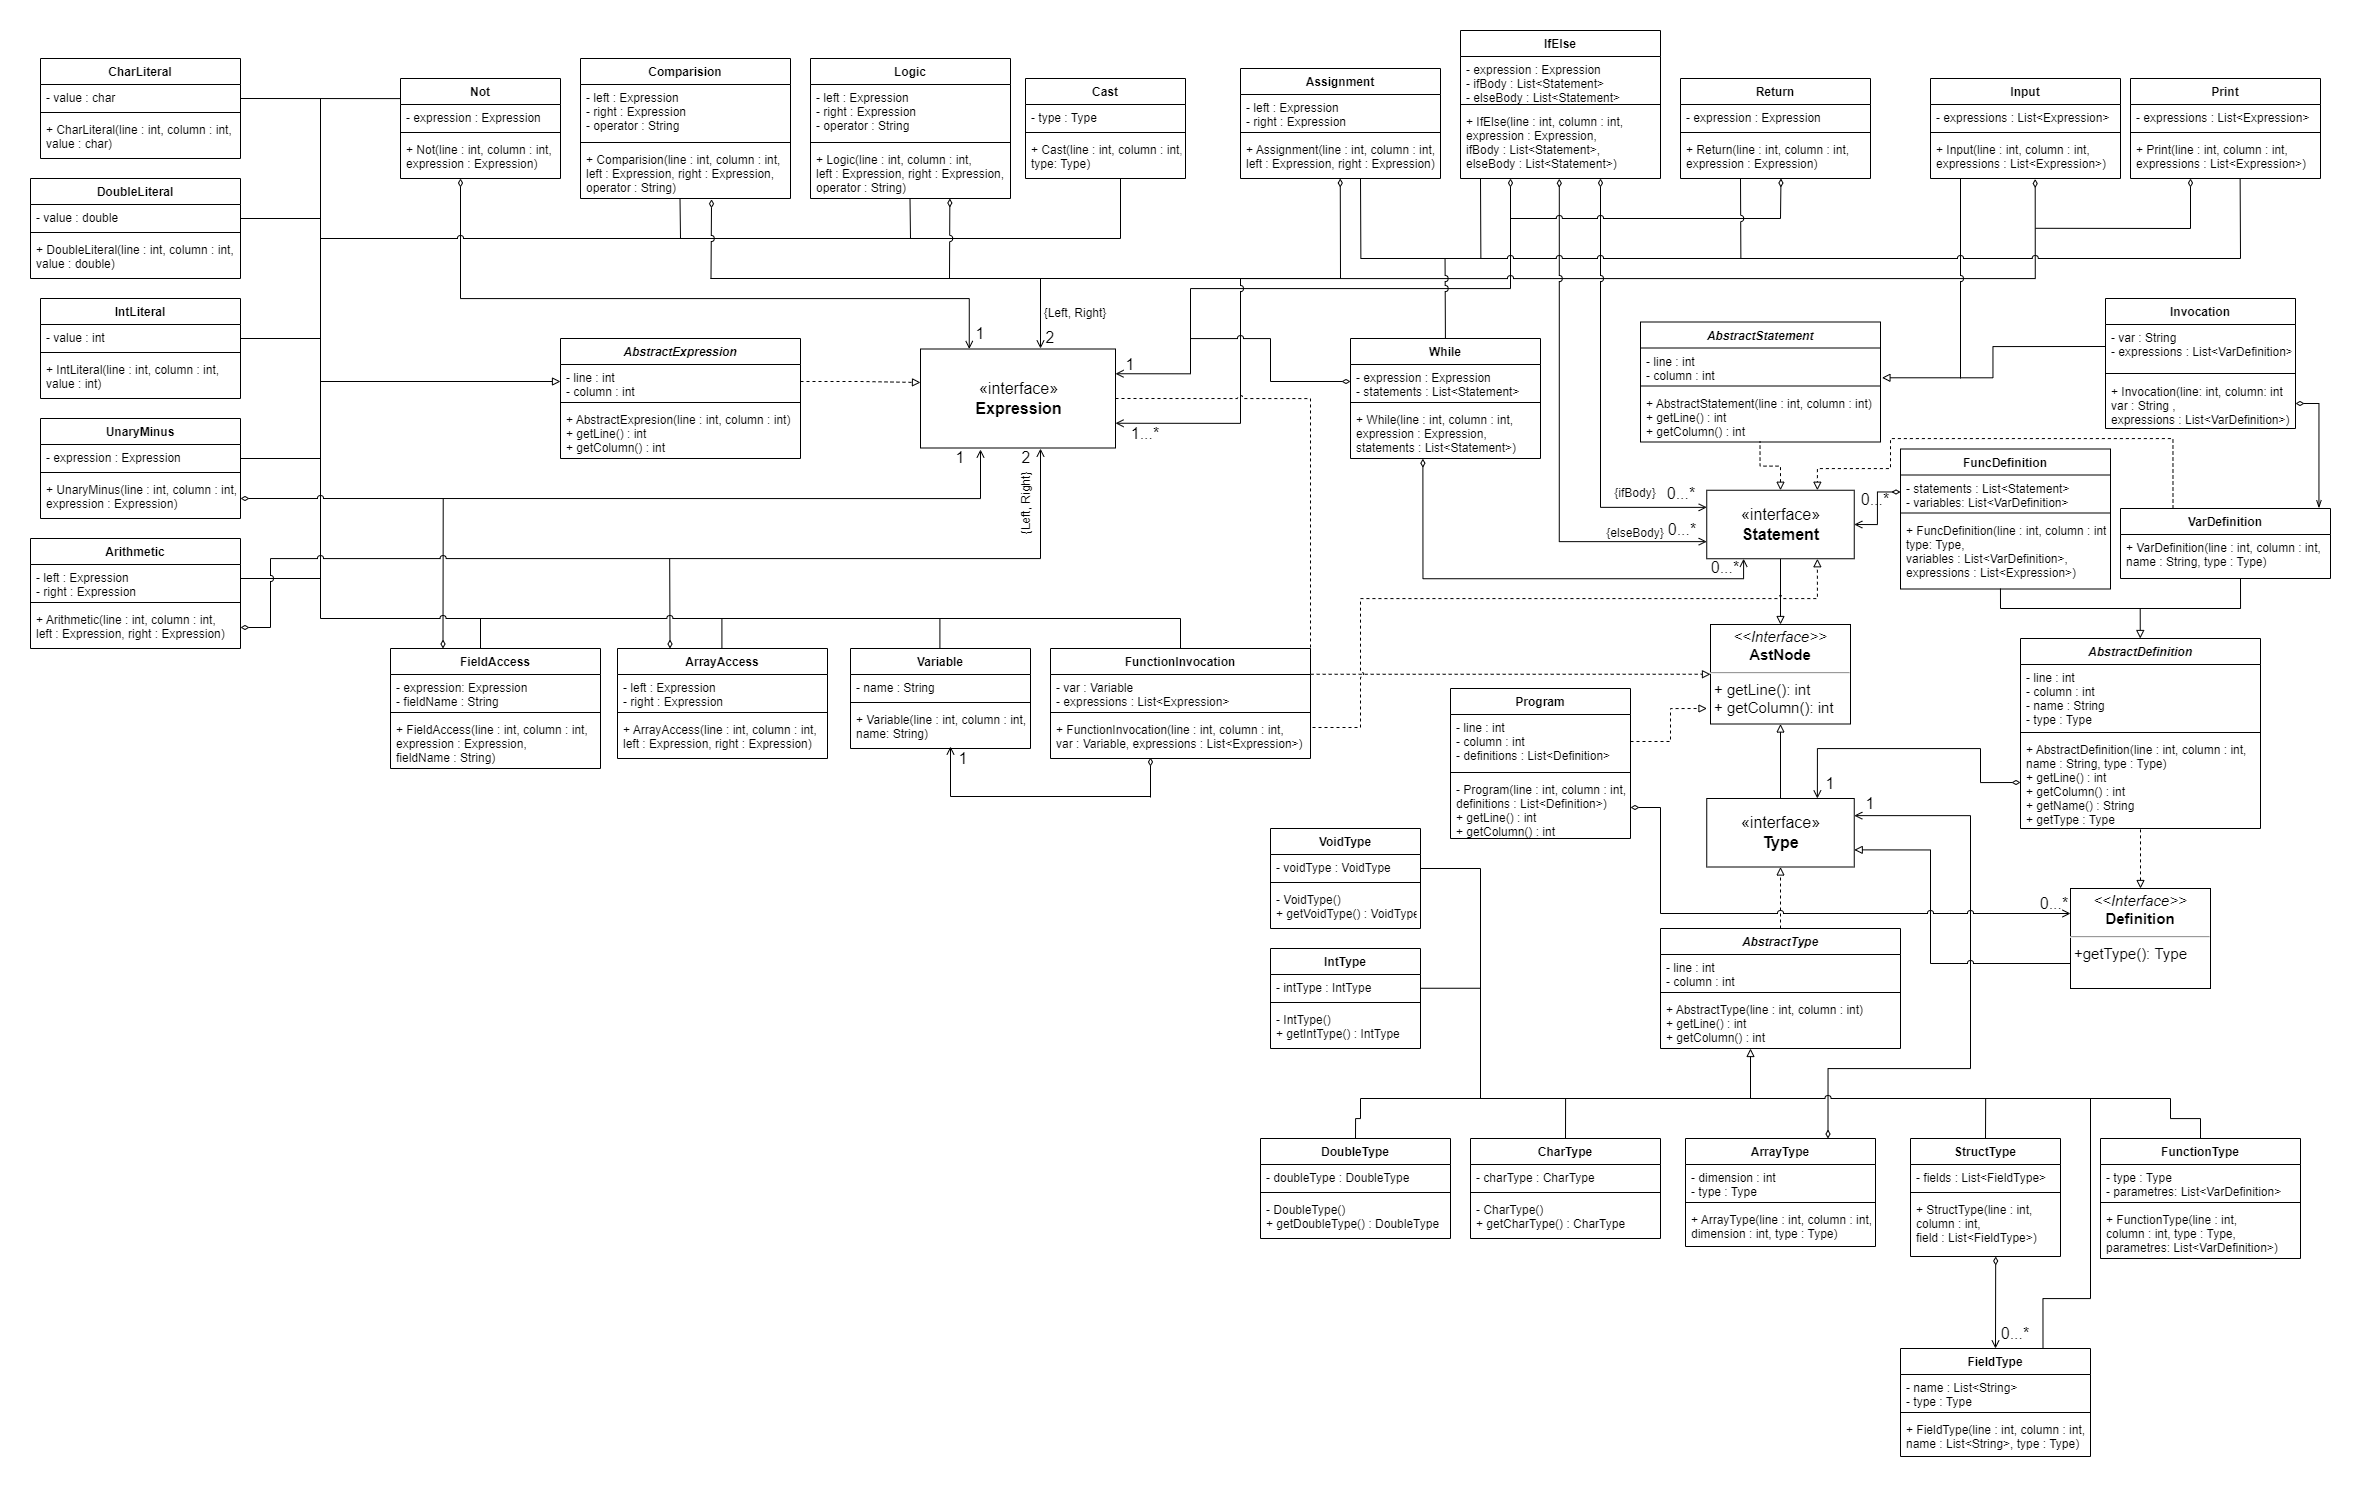 CharLiteral
- value : char
+ CharLiteral(line : int, column : int,
value : char)
Not
- expression : Expression
+ Not(line : int, column : int,
expression : Expression)
Comparision
- left : Expression
- right : Expression
- operator : String
+ Comparision(line : int, column : int,
left : Expression, right : Expression,
operator : String)
Logic
- left : Expression
- right : Expression
- operator : String
+ Logic(line : int, column : int,
left : Expression, right : Expression,
operator : String)
Cast
- type : Type
+ Cast(line : int, column : int,
type: Type)
Assignment
- left : Expression
- right : Expression
+ Assignment(line : int, column : int,
left : Expression, right : Expression)
IfElse
- expression : Expression
- ifBody : List<Statement>
- elseBody : List<Statement>
+ IfElse(line : int, column : int,
expression : Expression,
ifBody : List<Statement>,
elseBody : List<Statement>)
Return
- expression : Expression
+ Return(line : int, column : int,
expression : Expression)
Input
- expressions : List<Expression>
+ Input(line : int, column : int,
expressions : List<Expression>)
Print
- expressions : List<Expression>
+ Print(line : int, column : int,
expressions : List<Expression>)
DoubleLiteral
- value : double
+ DoubleLiteral(line : int, column : int,
value : double)
IntLiteral
- value : int
+ IntLiteral(line : int, column : int,
value : int)
UnaryMinus
- expression : Expression
+ UnaryMinus(line : int, column : int,
expression : Expression)
Arithmetic
- left : Expression
- right : Expression
+ Arithmetic(line : int, column : int,
left : Expression, right : Expression)
AbstractExpression
- line : int
- column : int
+ AbstractExpresion(line : int, column : int)
+ getLine() : int
+ getColumn() : int
{Left, Right}
1
2
«interface»
Expression
1
1...*
1
2
{Left, Right}
While
- expression : Expression
- statements : List<Statement>
+ While(line : int, column : int,
expression : Expression,
statements : List<Statement>)
AbstractStatement
- line : int
- column : int
+ AbstractStatement(line : int, column : int)
+ getLine() : int
+ getColumn() : int
Invocation
- var : String
- expressions : List<VarDefinition>
+ Invocation(line: int, column: int
var : String ,
expressions : List<VarDefinition>)
{ifBody}
0...*
{elseBody}
0...*
0...*
«interface»
Statement
0...*
FuncDefinition
- statements : List<Statement>
- variables: List<VarDefinition>
+ FuncDefinition(line : int, column : int
type: Type,
variables : List<VarDefinition>,
expressions : List<Expression>)
VarDefinition
+ VarDefinition(line : int, column : int,
name : String, type : Type)
FieldAccess
- expression: Expression
- fieldName : String
+ FieldAccess(line : int, column : int,
expression : Expression,
fieldName : String)
ArrayAccess
- left : Expression
- right : Expression
+ ArrayAccess(line : int, column : int,
left : Expression, right : Expression)
Variable
- name : String
+ Variable(line : int, column : int,
name: String)
1
FunctionInvocation
- var : Variable
- expressions : List<Expression>
+ FunctionInvocation(line : int, column : int,
var : Variable, expressions : List<Expression>)
<<Interface>>
AstNode
+ getLine(): int
+ getColumn(): int
Program
- line : int
- column : int
- definitions : List<Definition>
- Program(line : int, column : int,
definitions : List<Definition>)
+ getLine() : int
+ getColumn() : int
AbstractDefinition
- line : int
- column : int
- name : String
- type : Type
+ AbstractDefinition(line : int, column : int,
name : String, type : Type)
+ getLine() : int
+ getColumn() : int
+ getName() : String
+ getType : Type
1
1
«interface»
Type
VoidType
- voidType : VoidType
- VoidType()
+ getVoidType() : VoidType
0...*
<<Interface>>
Definition
+getType(): Type
AbstractType
- line : int
- column : int
+ AbstractType(line : int, column : int)
+ getLine() : int
+ getColumn() : int
IntType
- intType : IntType
- IntType()
+ getIntType() : IntType
DoubleType
- doubleType : DoubleType
- DoubleType()
+ getDoubleType() : DoubleType
CharType
- charType : CharType
- CharType()
+ getCharType() : CharType
ArrayType
- dimension : int
- type : Type
+ ArrayType(line : int, column : int,
dimension : int, type : Type)
StructType
- fields : List<FieldType>
+ StructType(line : int,
column : int,
field : List<FieldType>)
FunctionType
- type : Type
- parametres: List<VarDefinition>
+ FunctionType(line : int,
column : int, type : Type,
parametres: List<VarDefinition>)
0...*
FieldType
- name : List<String>
- type : Type
+ FieldType(line : int, column : int,
name : List<String>, type : Type)